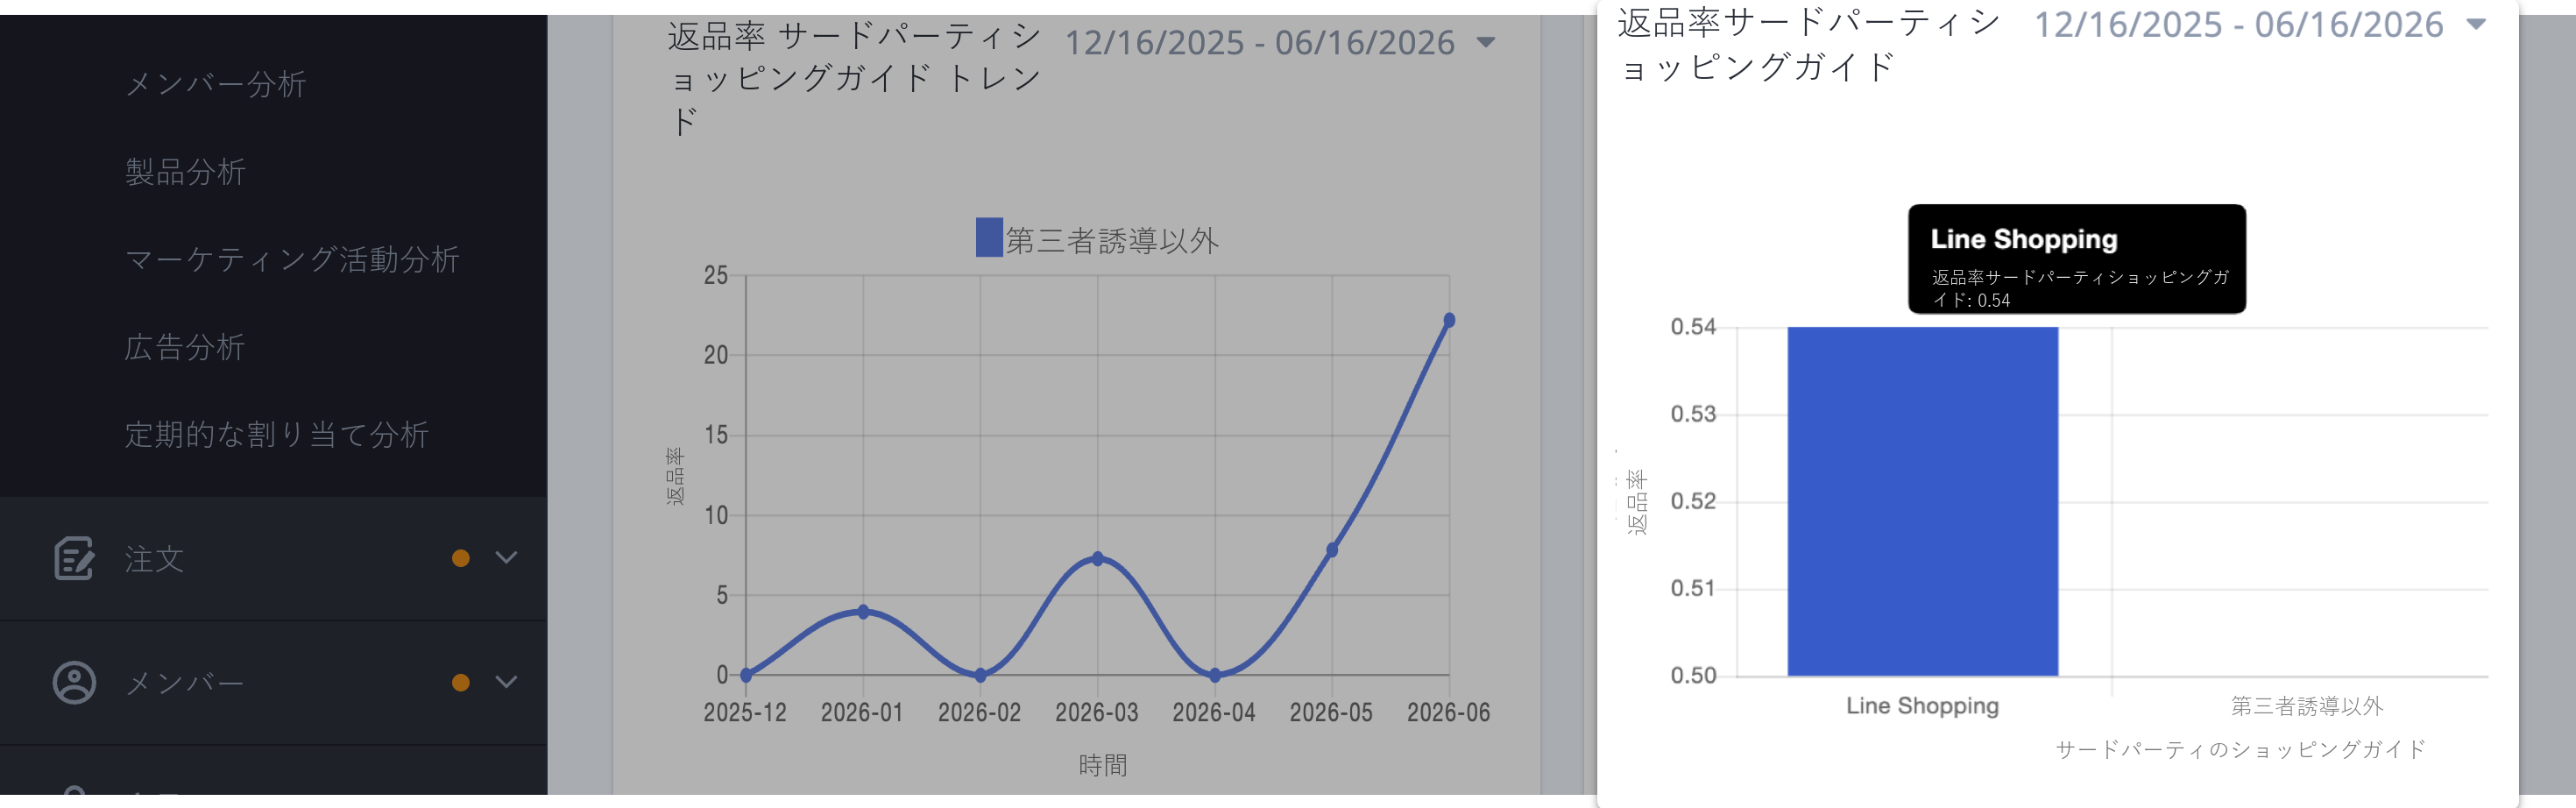 メンバー分析
製品分析
マーケティング活動分析
広告分析
定期的な割り当て分析
注文
メンバー
返品率 サードパーティシ
ョッピングガイド トレン
ド
12/16/2025 - 06/16/2026
第三者誘導以外
25
20
15
10
5
0
返品率
2025-12 2026-01 2026-02 2026-03 2026-04 2026-05 2026-06
時間
返品率サードパーティシ
ョッピングガイド
12/16/2025 - 06/16/2026
Line Shopping
返品率サードパーティショッピングガ
イド: 0.54
0.54
0.53
0.52
0.51
0.50
返品率
Line Shopping 第三者誘導以外
サードパーティのショッピングガイド